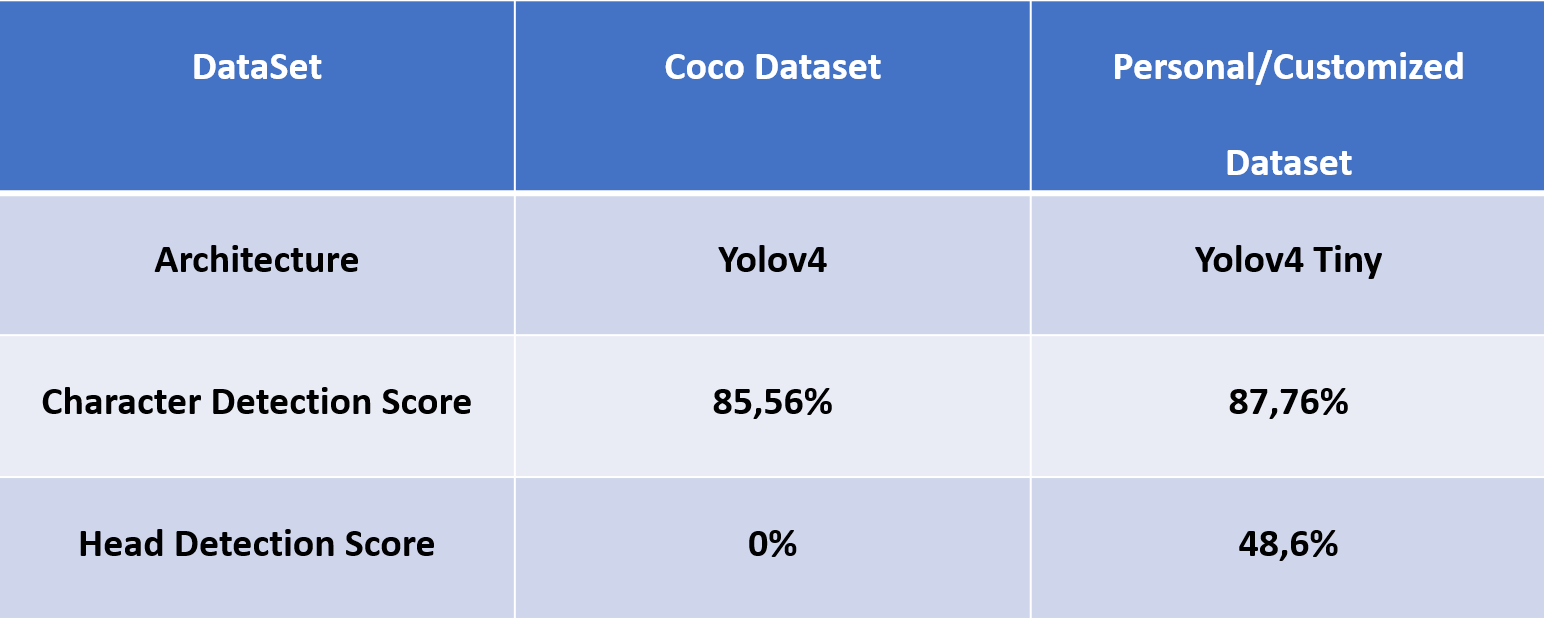 DataSet
Coco Dataset
Personal/Customized
Dataset
Architecture
Yolov4
Yolov4 Tiny
Character Detection Score
85,56%
87,76%
Head Detection Score
0%
48,6%